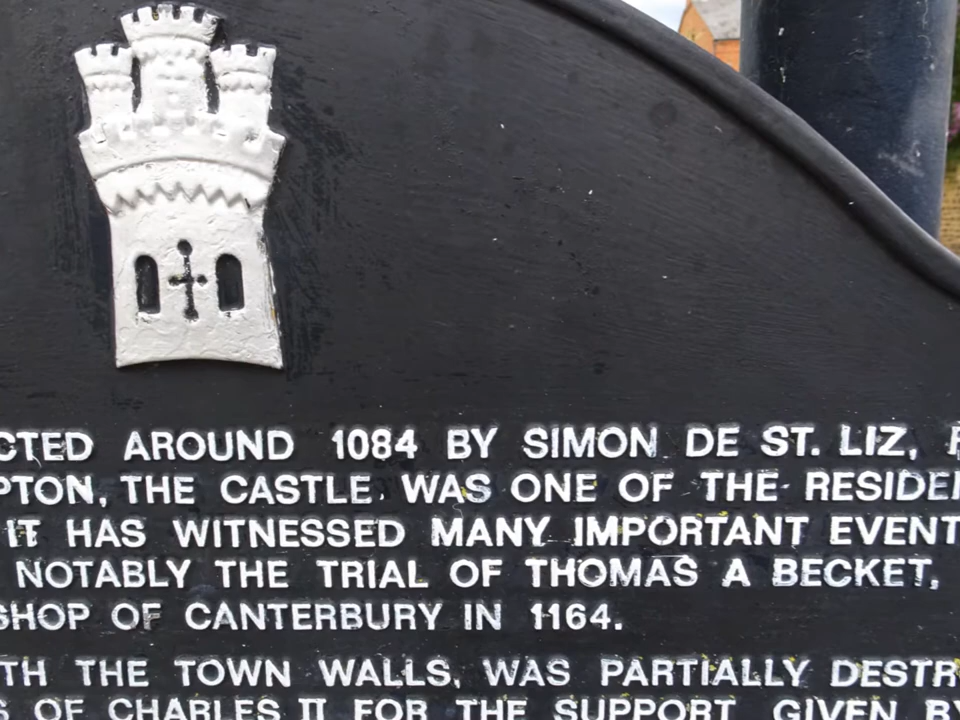 CTED AROUND 1084 BY SIMON DE ST. LIZ,
PTON, THE CASTLE WAS ONE OF THE RESIDEN
IT HAS WITNESSED MANY IMPORTANT EVENT
NOTABLY THE TRIAL OF THOMAS A BECKET,
SHOP OF CANTERBURY IN 1164.
TH THE TOWN WALLS, WAS PARTIALLY DESTR
S OF CHARLES II FOR THE SUPPORT GIVEN BY